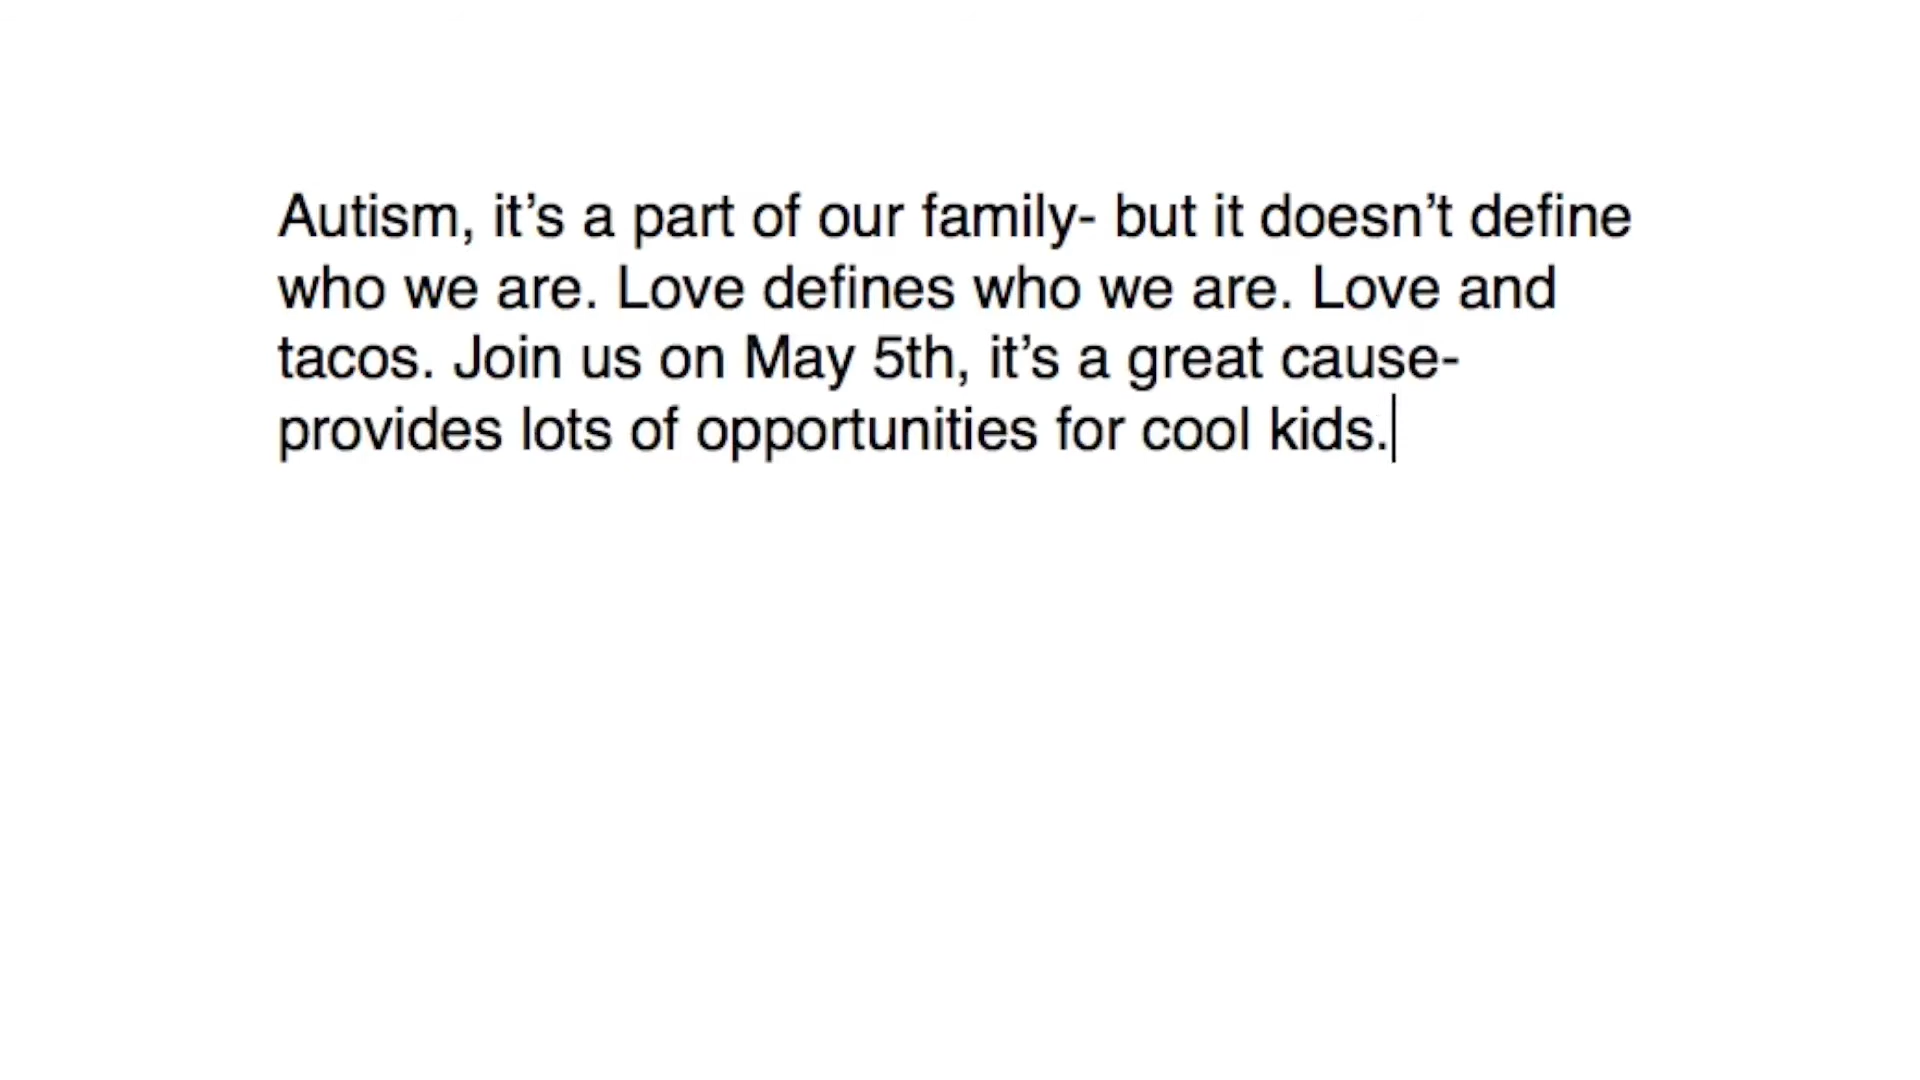 Autism, it’s a part of our family- but it doesn’t define
who we are. Love defines who we are. Love and
tacos. Join us on May 5th, it’s a great cause-
provides lots of opportunities for cool kids.